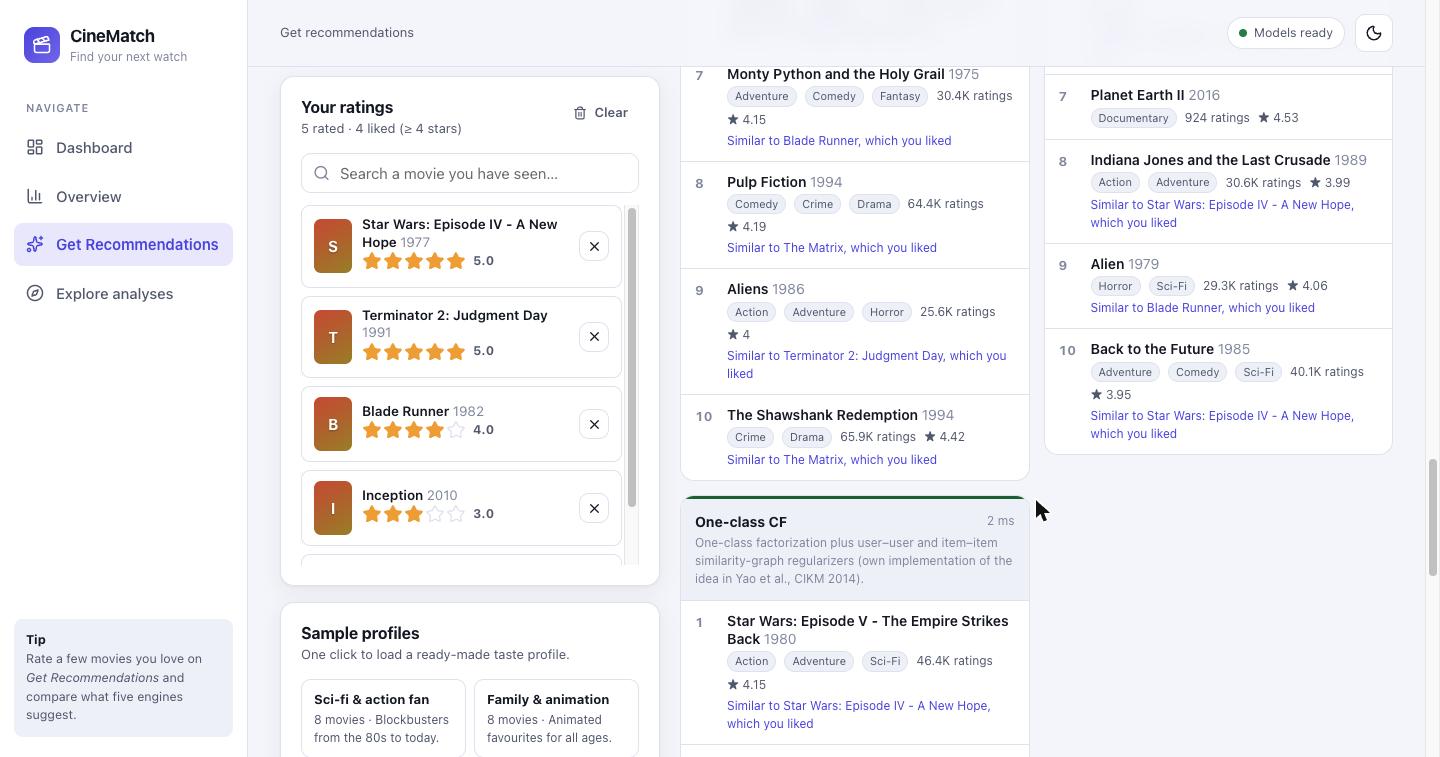 CineMatch
Find your next watch
NAVIGATE
Dashboard
Overview
Get Recommendations
Explore analyses
Tip
Rate a few movies you love on
Get Recommendations and
compare what five engines
suggest.
Get recommendations
Models ready
Your ratings
5 rated · 4 liked (≥ 4 stars)
Clear
Search a movie you have seen...
S
Star Wars: Episode IV - A New
Hope 1977
5.0
T
Terminator 2: Judgment Day
1991
5.0
B
Blade Runner 1982
4.0
I
Inception 2010
3.0
Sample profiles
One click to load a ready-made taste profile.
Sci-fi & action fan
8 movies · Blockbusters
from the 80s to today.
Family & animation
8 movies · Animated
favourites for all ages.
7 Monty Python and the Holy Grail 1975
Adventure Comedy Fantasy 30.4K ratings
★ 4.15
Similar to Blade Runner, which you liked
8 Pulp Fiction 1994
Comedy Crime Drama 64.4K ratings
★ 4.19
Similar to The Matrix, which you liked
9 Aliens 1986
Action Adventure Horror 25.6K ratings
★ 4
Similar to Terminator 2: Judgment Day, which you
liked
10 The Shawshank Redemption 1994
Crime Drama 65.9K ratings ★ 4.42
Similar to The Matrix, which you liked
One-class CF 2 ms
One-class factorization plus user–user and item–item
similarity-graph regularizers (own implementation of the
idea in Yao et al., CIKM 2014).
1 Star Wars: Episode V - The Empire Strikes
Back 1980
Action Adventure Sci-Fi 46.4K ratings
★ 4.15
Similar to Star Wars: Episode IV - A New Hope,
which you liked
7 Planet Earth II 2016
Documentary 924 ratings ★ 4.53
8 Indiana Jones and the Last Crusade 1989
Action Adventure 30.6K ratings ★ 3.99
Similar to Star Wars: Episode IV - A New Hope,
which you liked
9 Alien 1979
Horror Sci-Fi 29.3K ratings ★ 4.06
Similar to Blade Runner, which you liked
10 Back to the Future 1985
Adventure Comedy Sci-Fi 40.1K ratings
★ 3.95
Similar to Star Wars: Episode IV - A New Hope,
which you liked